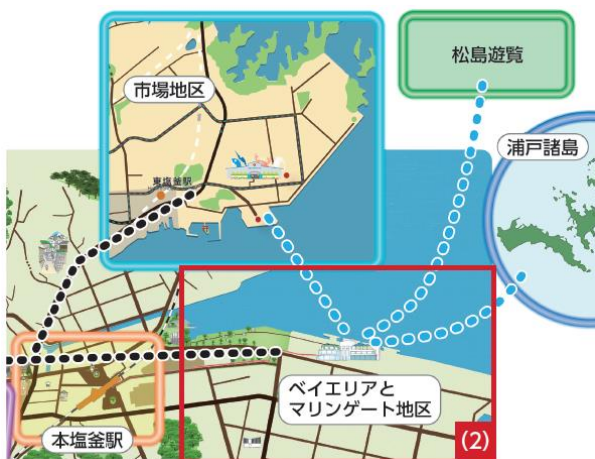 市場地区
東塩釜駅
松島遊覧
浦戸諸島
本塩釜駅
ベイエリアと
マリンゲート地区
(2)